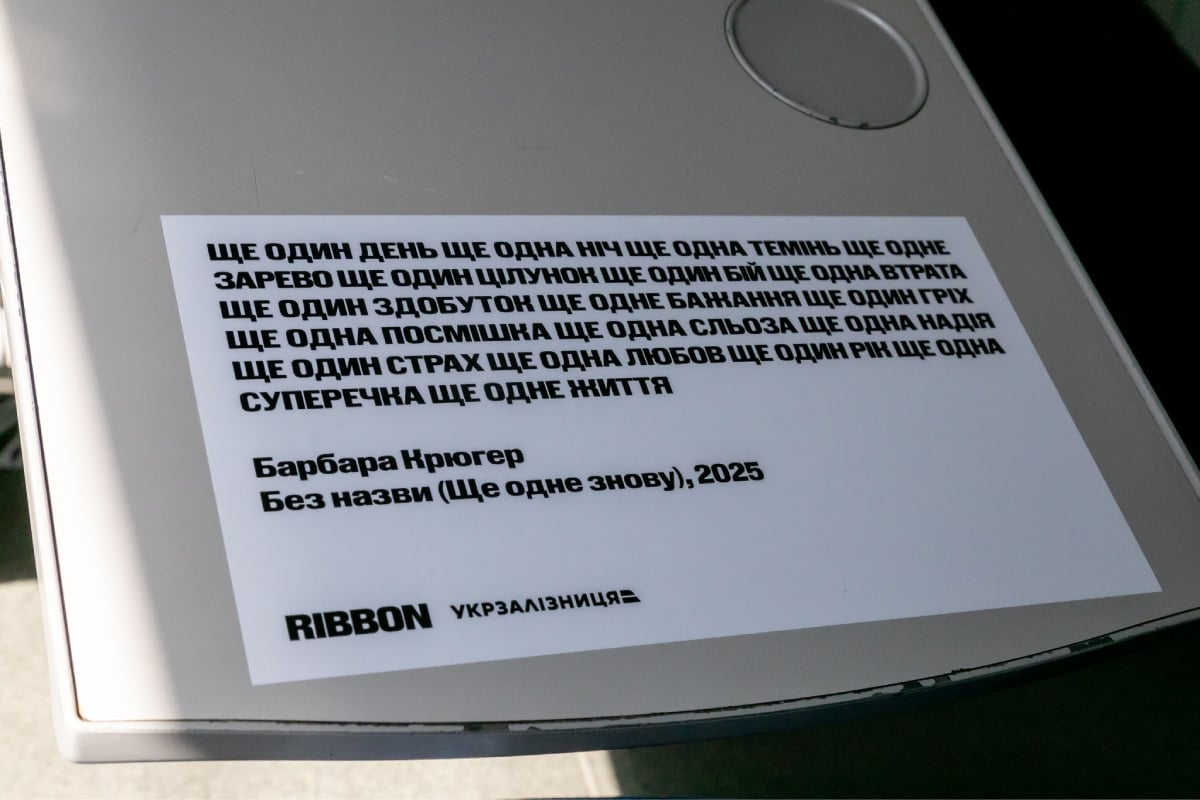 ЩЕ ОДИН ДЕНЬ ЩЕ ОДНА НІЧ ЩЕ ОДНА ТЕМІНЬ ЩЕ ОДНЕ
ЗАРЕВО ЩЕ ОДИН ЦІЛУНОК ЩЕ ОДИН БІЙ ЩЕ ОДНА ВТРАТА
ЩЕ ОДИН ЗДОБУТОК ЩЕ ОДНЕ БАЖАННЯ ЩЕ ОДИН ГРІХ
ЩЕ ОДНА ПОСМІШКА ЩЕ ОДНА СЛЬОЗА ЩЕ ОДНА НАДІЯ
ЩЕ ОДИН СТРАХ ЩЕ ОДНА ЛЮБОВ ЩЕ ОДИН РІК ЩЕ ОДНА
СУПЕРЕЧКА ЩЕ ОДНЕ ЖИТТЯ
Барбара Крюгер
Без назви (Ще одне знову), 2025
RIBBON УКРЗАЛІЗНИЦЯ